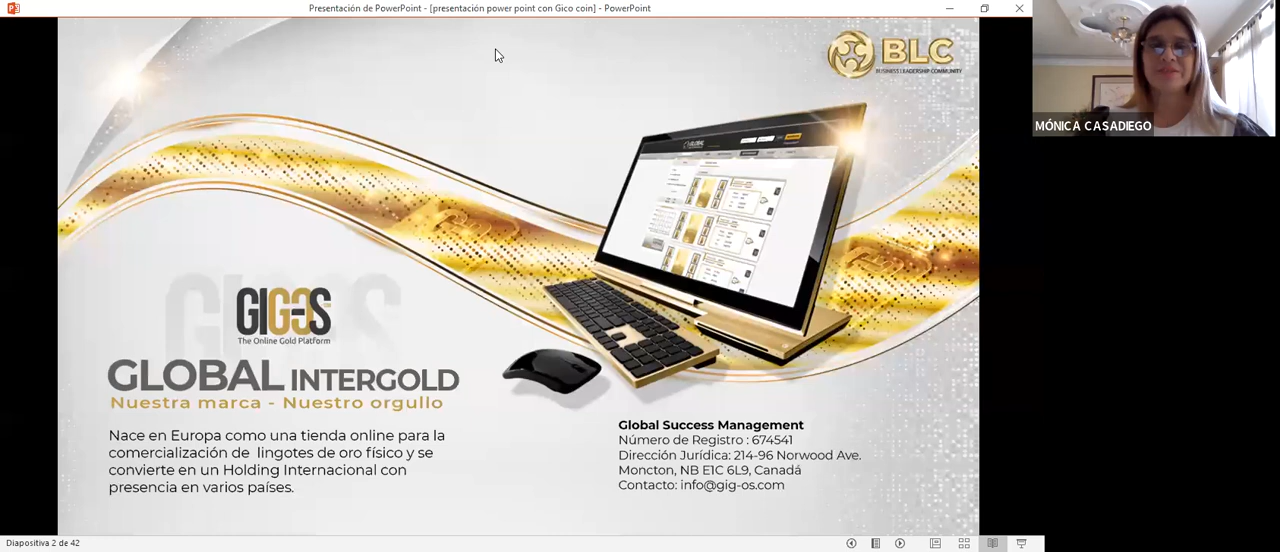 Presentación de PowerPoint - [presentación power point con Gico coin] - PowerPoint
BLC
BUSINESS LEADERSHIP COMMUNITY
MÓNICA CASADIEGO
GIG-OS
The Online Gold Platform
GLOBAL INTERGOLD
Nuestra marca - Nuestro orgullo
Nace en Europa como una tienda online para la
comercialización de lingotes de oro físico y se
convierte en un Holding Internacional con
presencia en varios países.
Global Success Management
Número de Registro : 674541
Dirección Jurídica: 214-96 Norwood Ave.
Moncton, NB E1C 6L9, Canadá
Contacto: info@gig-os.com
Diapositiva 2 de 42